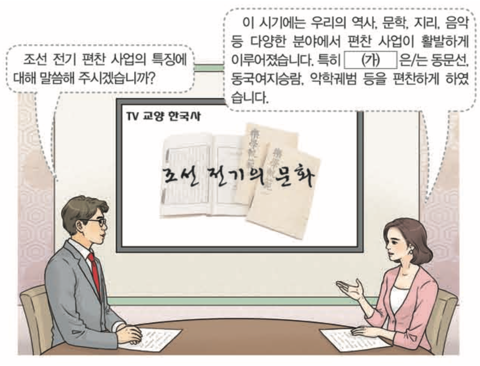 조선 전기 편찬 사업의 특징에
대해 말씀해 주시겠습니까?
이 시기에는 우리의 역사, 문학, 지리, 음악
등 다양한 분야에서 편찬 사업이 활발하게
이루어졌습니다. 특히 (가) 은/는 동문선,
동국여지승람, 악학궤범 등을 편찬하게 하였
습니다.
TV 교양 한국사
조선 전기의 문화